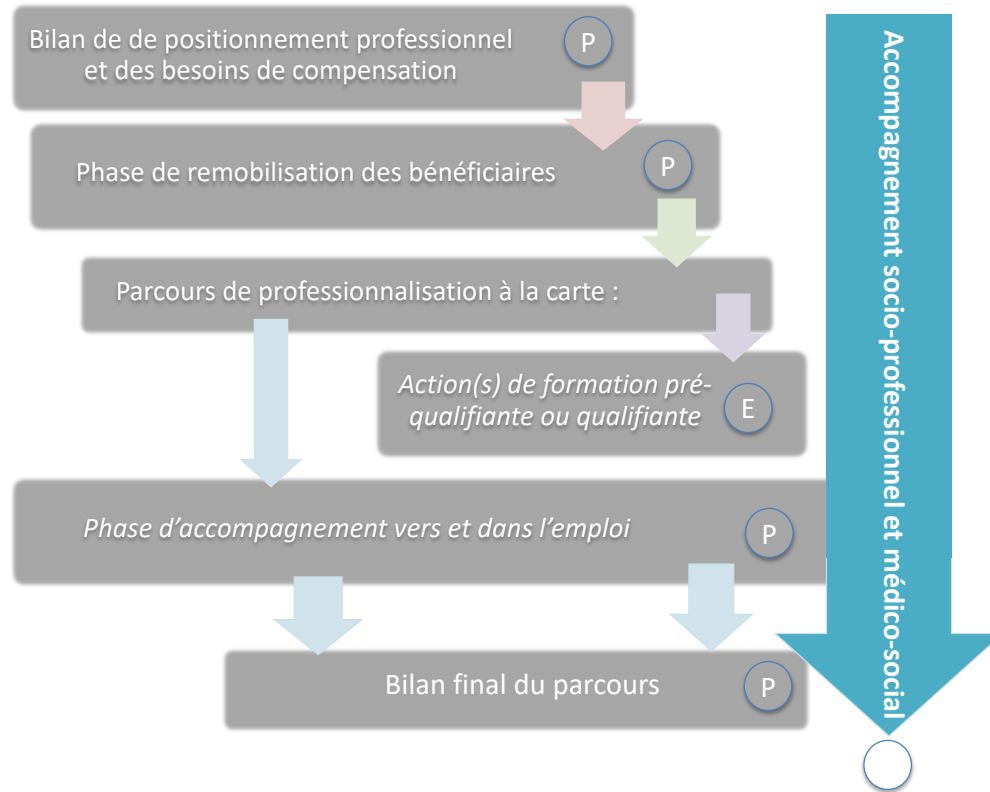 Bilan de de positionnement professionnel
et des besoins de compensation
P
Phase de remobilisation des bénéficiaires
P
Parcours de professionnalisation à la carte :
Action(s) de formation pré-
qualifiante ou qualifiante
E
Phase d’accompagnement vers et dans l’emploi
P
Bilan final du parcours
P
Accompagnement socio-professionnel et médico-social